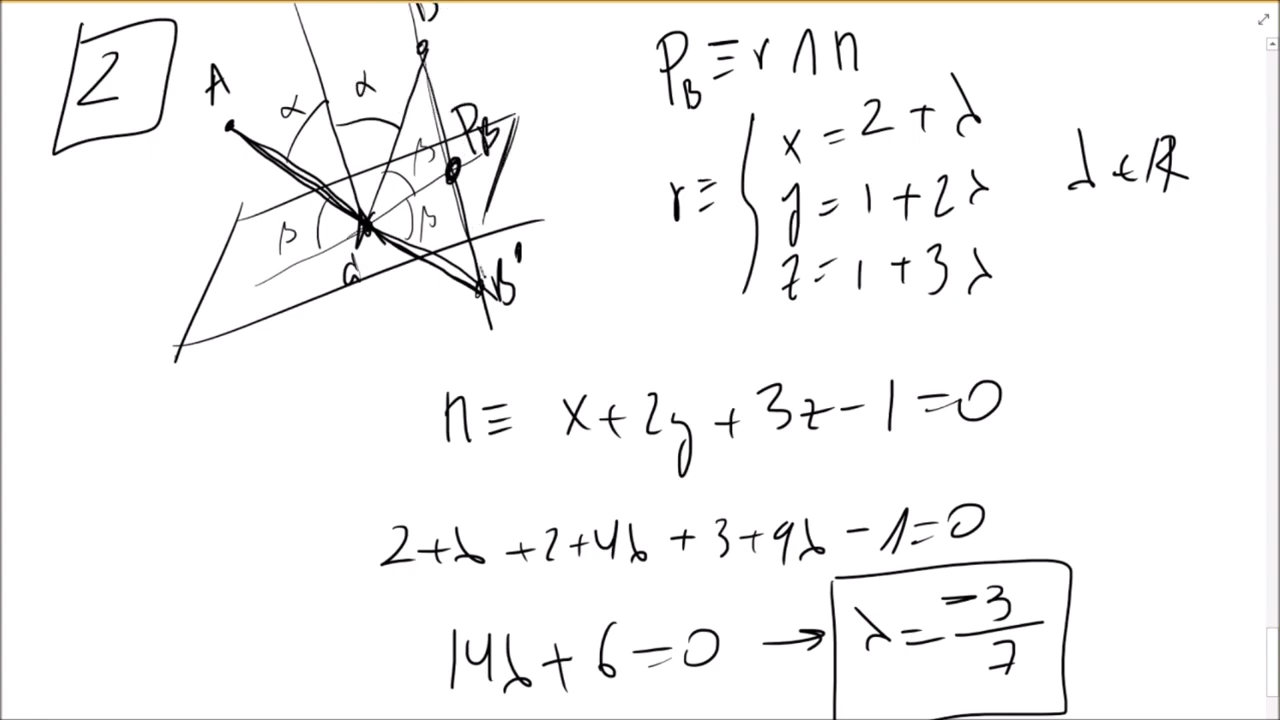 2
A
α
α
P_B
β
β
β
B'
P_B ≡ r ∩ π
r ≡ { x = 2 + λ
y = 1 + 2λ
z = 1 + 3λ
λ ∈ ℝ
π ≡ x + 2y + 3z - 1 = 0
2 + λ + 2 + 4λ + 3 + 9λ - 1 = 0
14λ + 6 = 0 → λ = -3/7